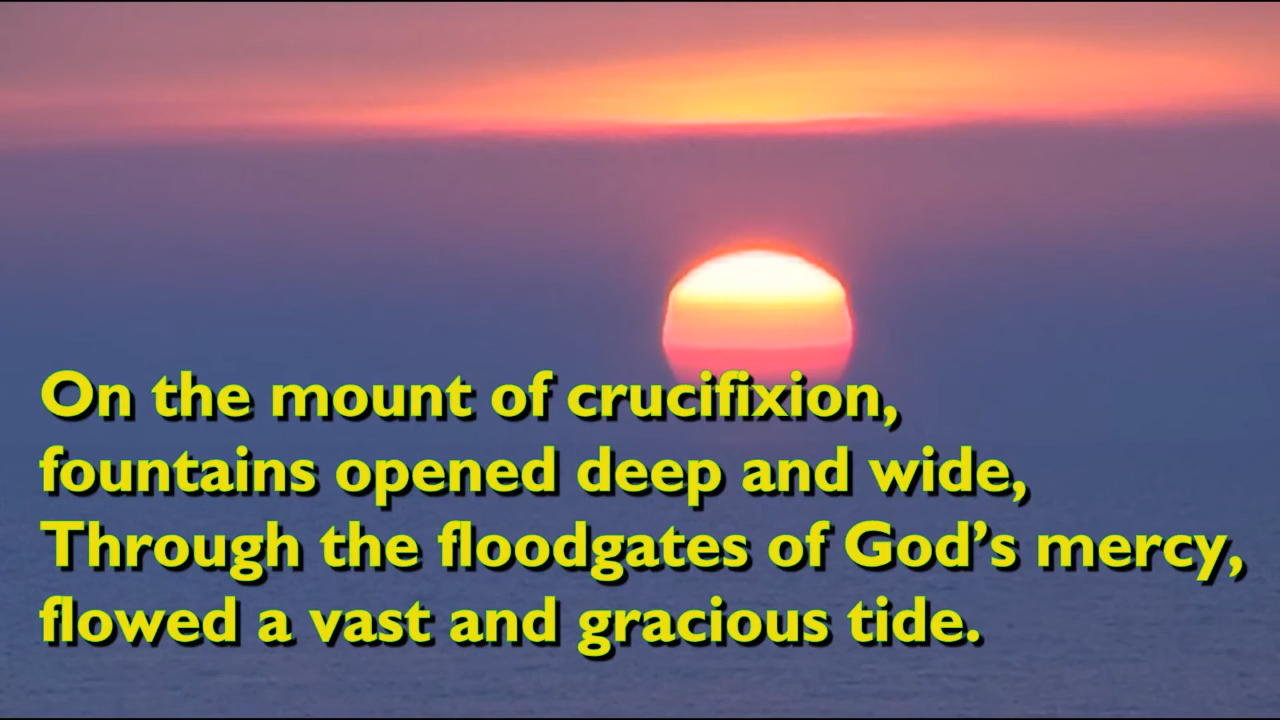 On the mount of crucifixion,
fountains opened deep and wide,
Through the floodgates of God’s mercy,
flowed a vast and gracious tide.